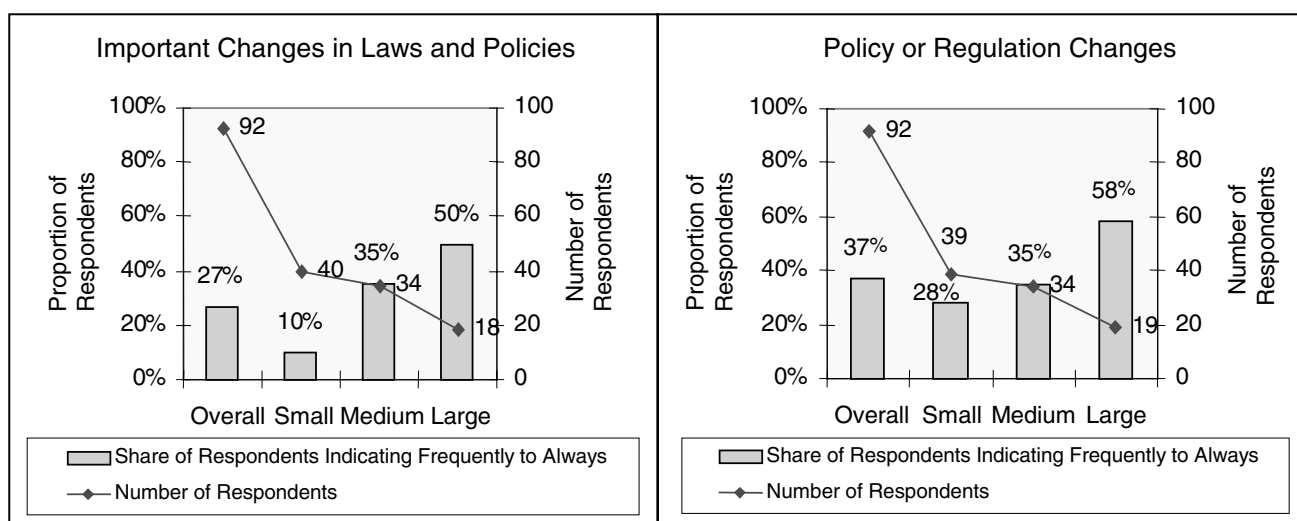 Important Changes in Laws and Policies
Proportion of
Respondents
Number of
Respondents
100%
80%
60%
40%
20%
0%
100
80
60
40
20
0
92
40
34
18
27%
10%
35%
50%
Overall Small Medium Large
Share of Respondents Indicating Frequently to Always
Number of Respondents
Policy or Regulation Changes
Proportion of
Respondents
Number of
Respondents
100%
80%
60%
40%
20%
0%
100
80
60
40
20
0
92
39
34
19
37%
28%
35%
58%
Overall Small Medium Large
Share of Respondents Indicating Frequently to Always
Number of Respondents